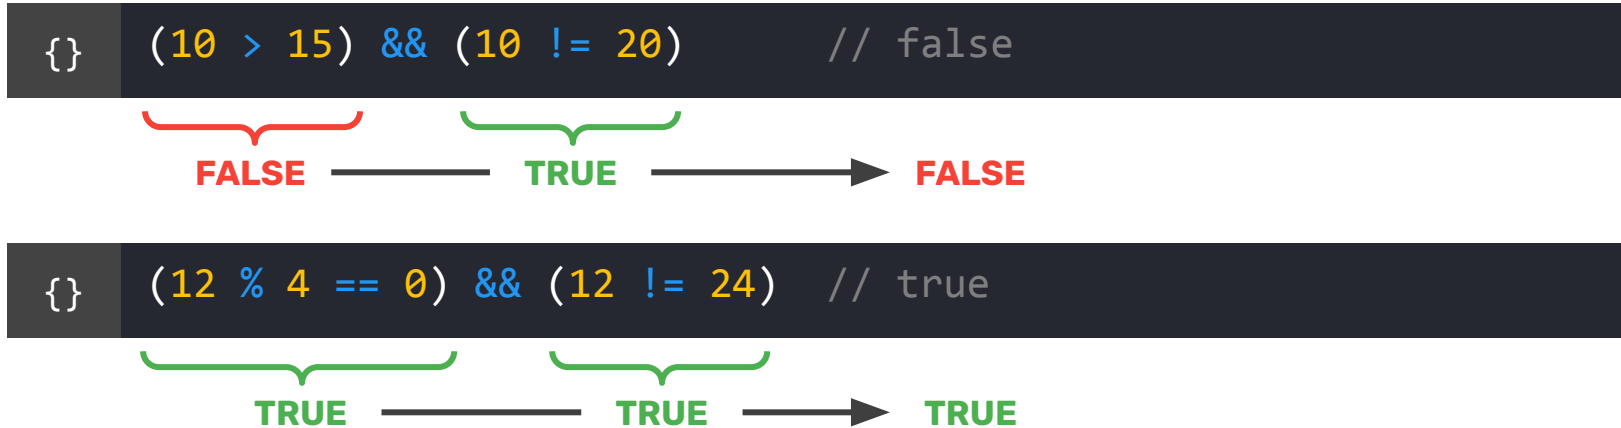 {} (10 > 15) && (10 != 20) // false
FALSE TRUE FALSE
{} (12 % 4 == 0) && (12 != 24) // true
TRUE TRUE TRUE